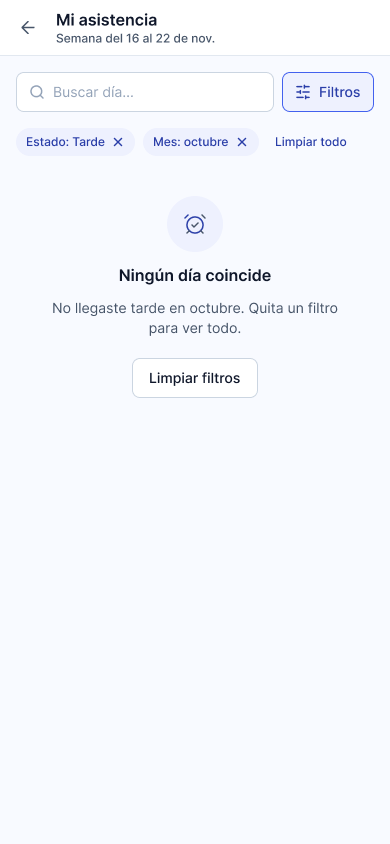 Mi asistencia
Semana del 16 al 22 de nov.
Buscar día...
Filtros
Estado: Tarde
Mes: octubre
Limpiar todo
Ningún día coincide
No llegaste tarde en octubre. Quita un filtro
para ver todo.
Limpiar filtros